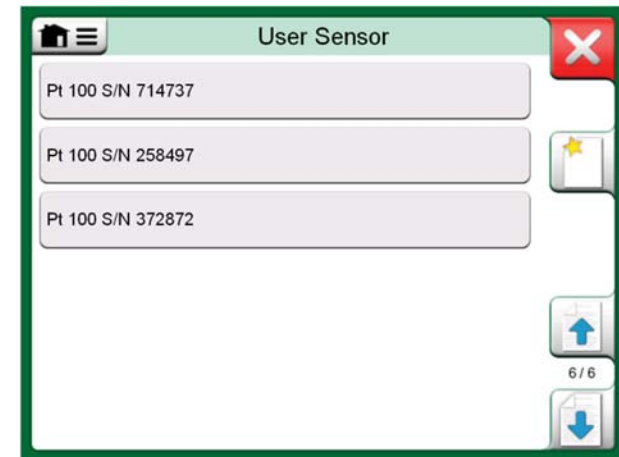 User Sensor
Pt 100 S/N 714737
Pt 100 S/N 258497
Pt 100 S/N 372872
6 / 6